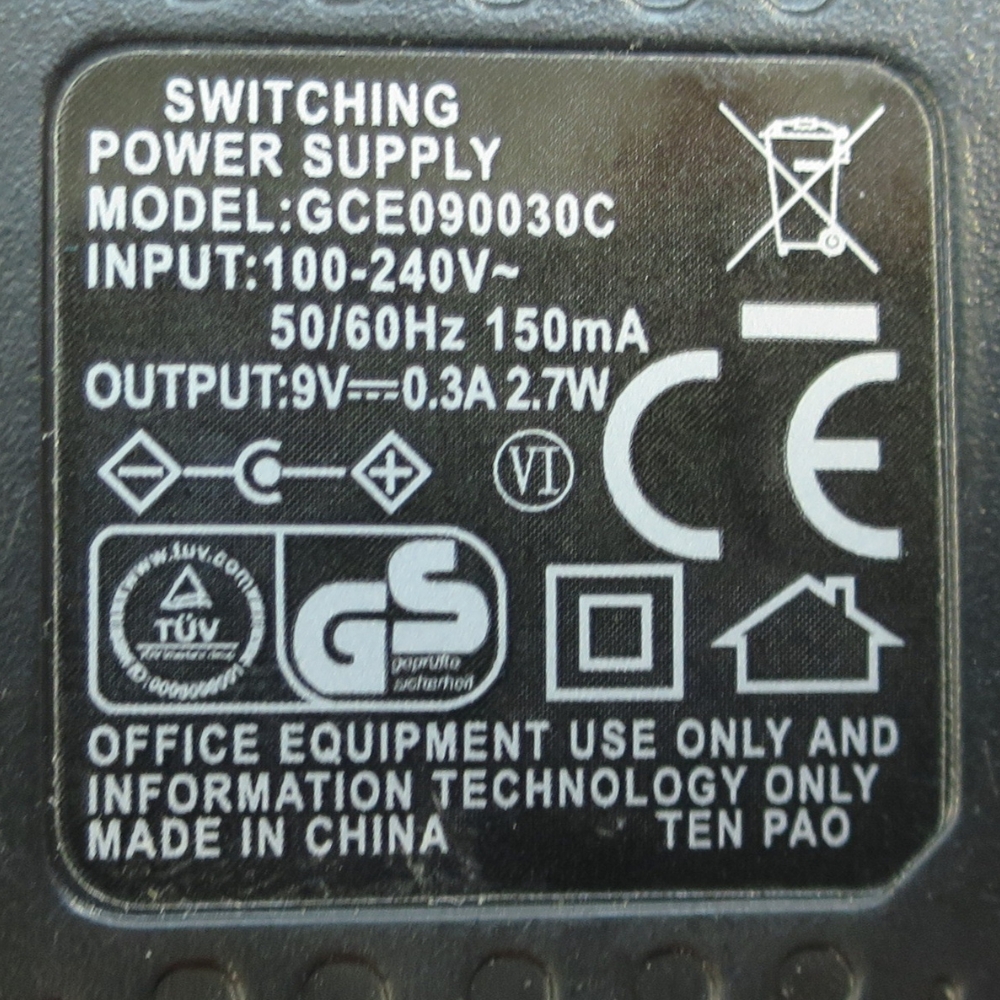 SWITCHING
POWER SUPPLY
MODEL:GCE090030C
INPUT:100-240V~
50/60Hz 150mA
OUTPUT:9V⎓0.3A 2.7W
VI
CE
www.tuv.com
TÜV
GS
geprüfte
sicherheit
OFFICE EQUIPMENT USE ONLY AND
INFORMATION TECHNOLOGY ONLY
MADE IN CHINA TEN PAO